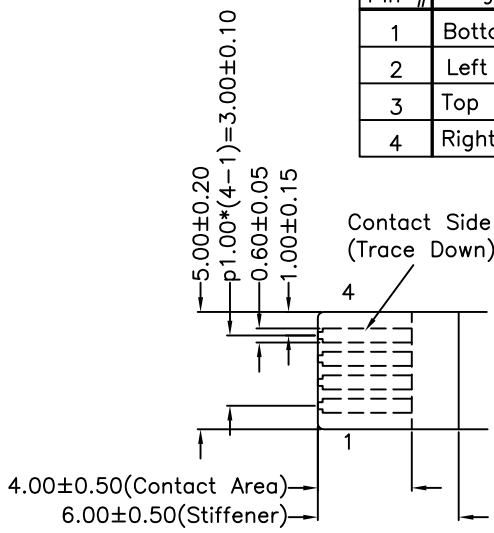 1 Botto
2 Left
3 Top
4 Right
5.00±0.20
p1.00*(4-1)=3.00±0.10
0.60±0.05
1.00±0.15
Contact Side
(Trace Down)
4
1
4.00±0.50(Contact Area)
6.00±0.50(Stiffener)